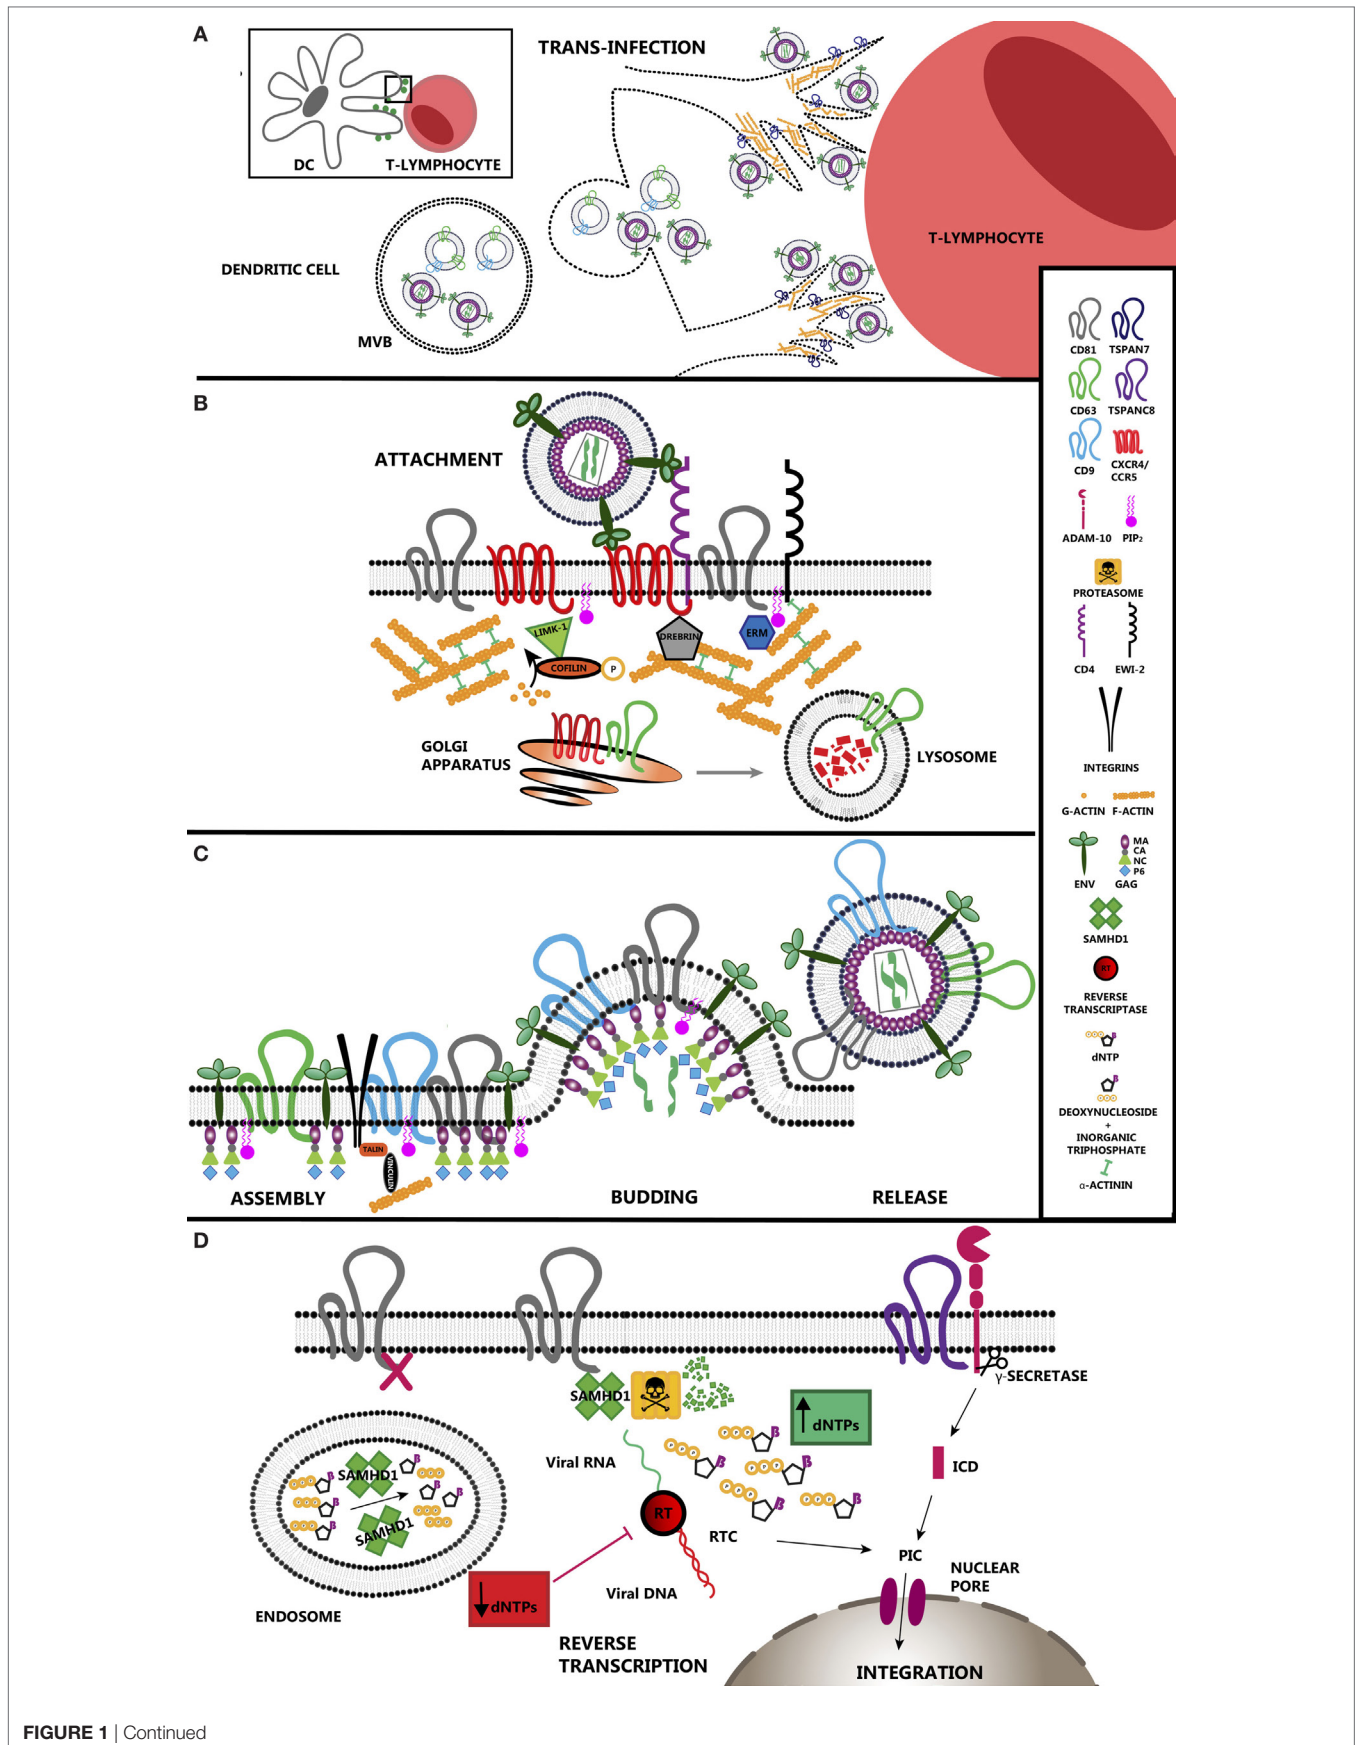 A
TRANS-INFECTION
DC
T-LYMPHOCYTE
T-LYMPHOCYTE
DENDRITIC CELL
MVB
CD81 TSPAN7
CD63 TSPANC8
CD9 CXCR4/
CCR5
ADAM-10 PIP2
PROTEASOME
CD4 EWI-2
INTEGRINS
G-ACTIN F-ACTIN
MA
CA
NC
P6
ENV GAG
SAMHD1
RT
REVERSE
TRANSCRIPTASE
PPP B
dNTP
B
PPP
DEOXYNUCLEOSIDE
+
INORGANIC
TRIPHOSPHATE
α-ACTININ
B
ATTACHMENT
LIMK-1
DREBRIN
ERM
COFILIN P
GOLGI
APPARATUS
LYSOSOME
C
TALIN
VINCULIN
ASSEMBLY
BUDDING
RELEASE
D
γ-SECRETASE
SAMHD1
dNTPs
Viral RNA
ICD
SAMHD1
SAMHD1
RT
RTC
PIC
NUCLEAR
PORE
dNTPs
Viral DNA
ENDOSOME
REVERSE
TRANSCRIPTION
INTEGRATION
FIGURE 1 | Continued